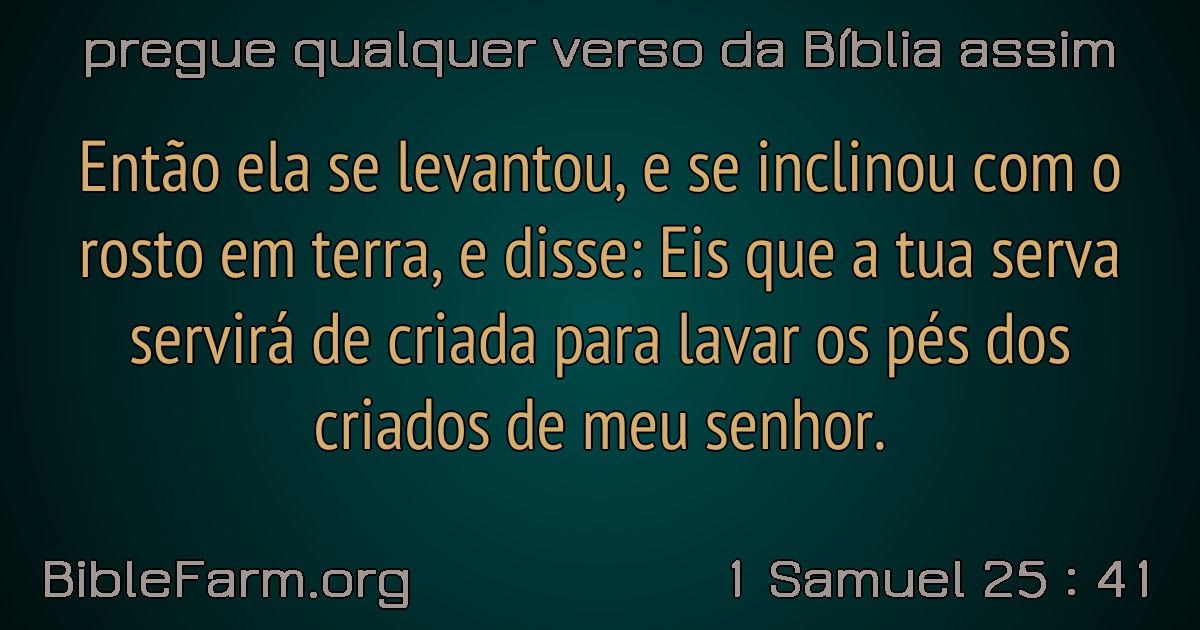 pregue qualquer verso da Bíblia assim
Então ela se levantou, e se inclinou com o
rosto em terra, e disse: Eis que a tua serva
servirá de criada para lavar os pés dos
criados de meu senhor.
BibleFarm.org
1 Samuel 25 : 41